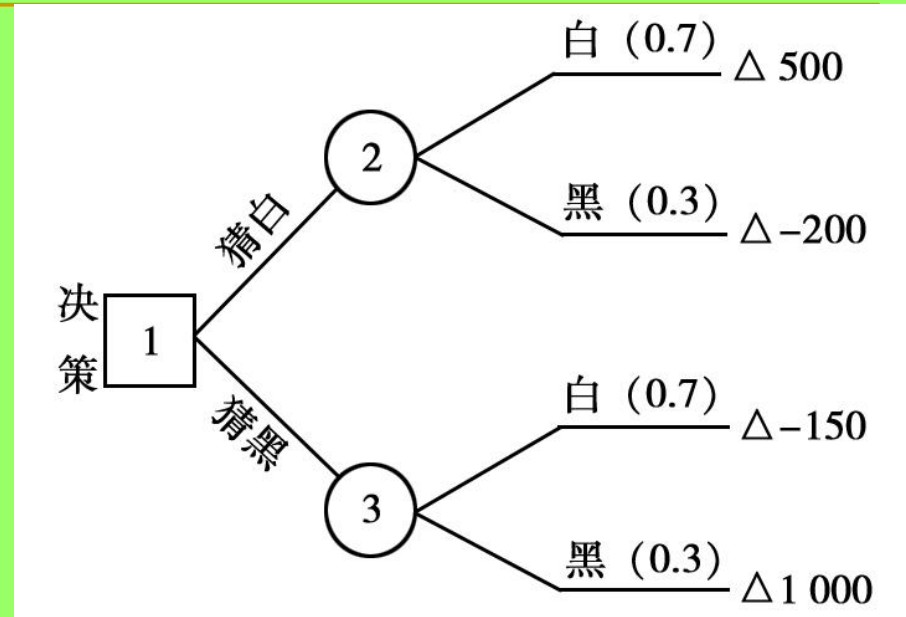 白（0.7）
△ 500
2
黑（0.3）
△ -200
猜白
决策
1
猜黑
白（0.7）
△ -150
3
黑（0.3）
△ 1 000